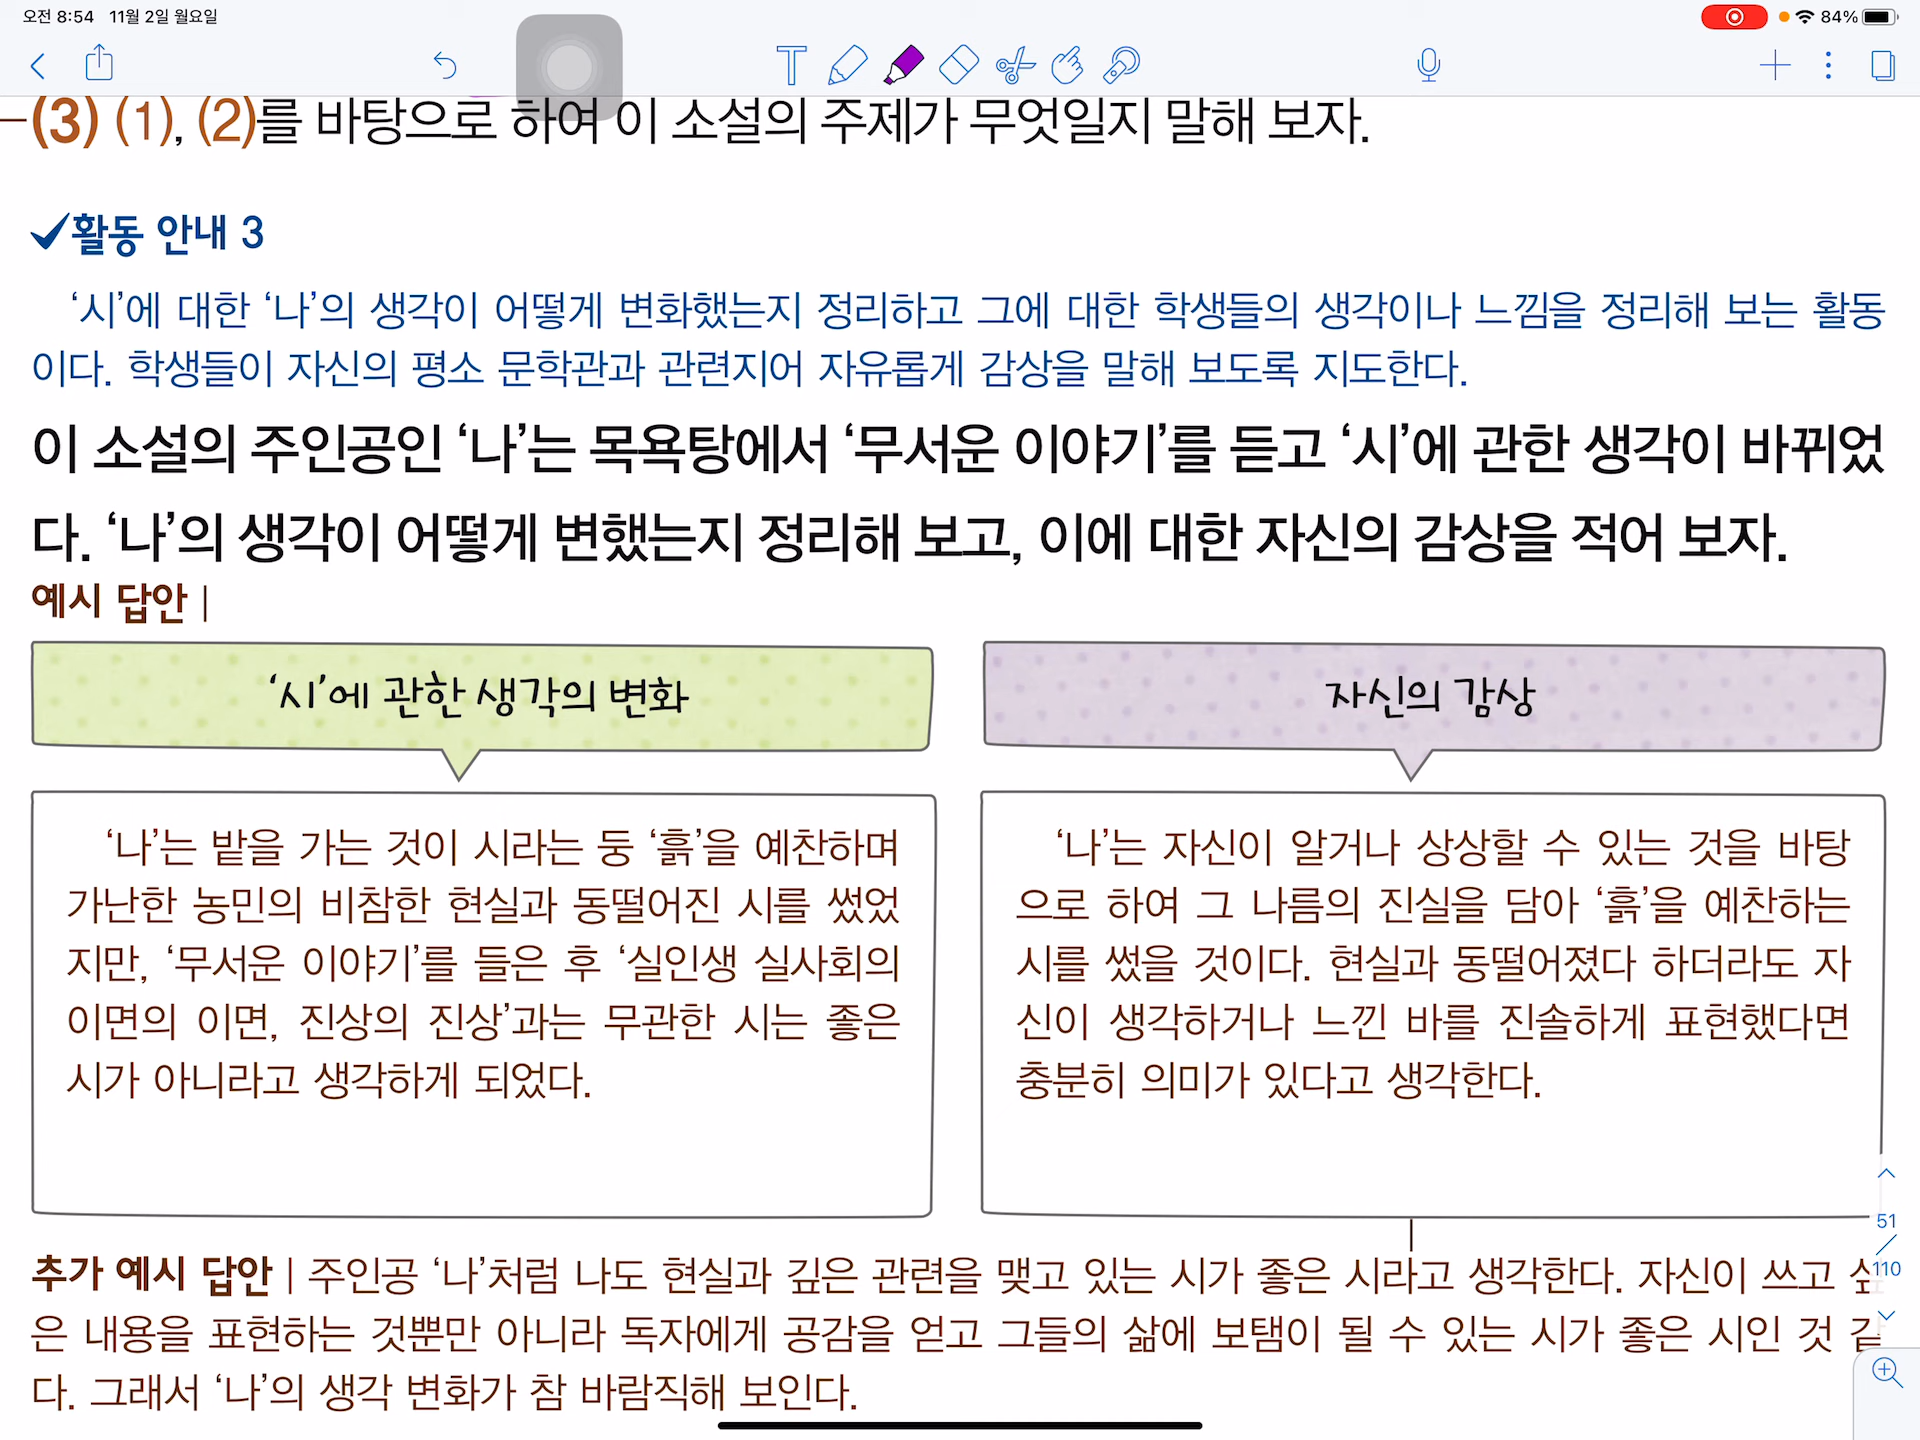 오전 8:54 11월 2일 월요일
84%
(3) (1), (2)를 바탕으로 하여 이 소설의 주제가 무엇일지 말해 보자.
활동 안내 3
‘시’에 대한 ‘나’의 생각이 어떻게 변화했는지 정리하고 그에 대한 학생들의 생각이나 느낌을 정리해 보는 활동
이다. 학생들이 자신의 평소 문학관과 관련지어 자유롭게 감상을 말해 보도록 지도한다.
이 소설의 주인공인 ‘나’는 목욕탕에서 ‘무서운 이야기’를 듣고 ‘시’에 관한 생각이 바뀌었
다. ‘나’의 생각이 어떻게 변했는지 정리해 보고, 이에 대한 자신의 감상을 적어 보자.
예시 답안 |
‘시’에 관한 생각의 변화
‘나’는 밭을 가는 것이 시라는 둥 ‘흙’을 예찬하며
가난한 농민의 비참한 현실과 동떨어진 시를 썼었
지만, ‘무서운 이야기’를 들은 후 ‘실인생 실사회의
이면의 이면, 진상의 진상’과는 무관한 시는 좋은
시가 아니라고 생각하게 되었다.
자신의 감상
‘나’는 자신이 알거나 상상할 수 있는 것을 바탕
으로 하여 그 나름의 진실을 담아 ‘흙’을 예찬하는
시를 썼을 것이다. 현실과 동떨어졌다 하더라도 자
신이 생각하거나 느낀 바를 진솔하게 표현했다면
충분히 의미가 있다고 생각한다.
51
110
추가 예시 답안 | 주인공 ‘나’처럼 나도 현실과 깊은 관련을 맺고 있는 시가 좋은 시라고 생각한다. 자신이 쓰고 싶
은 내용을 표현하는 것뿐만 아니라 독자에게 공감을 얻고 그들의 삶에 보탬이 될 수 있는 시가 좋은 시인 것 같
다. 그래서 ‘나’의 생각 변화가 참 바람직해 보인다.